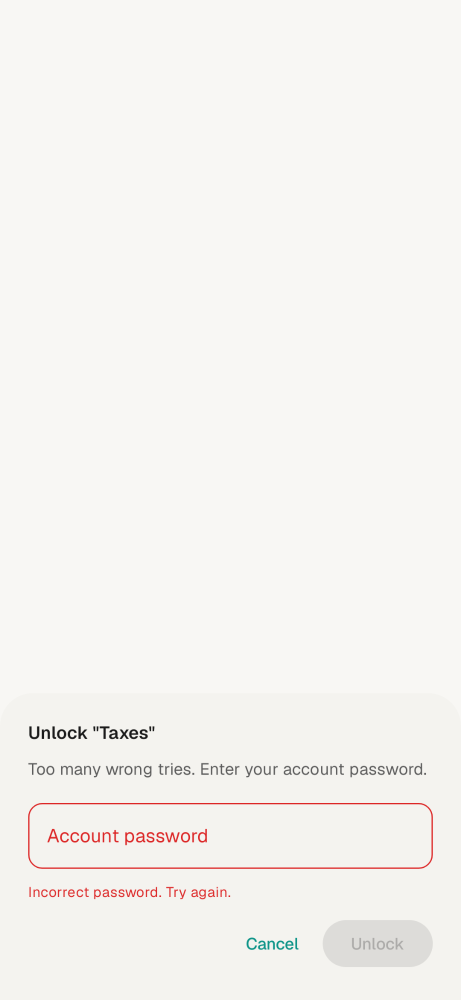 Unlock "Taxes"
Too many wrong tries. Enter your account password.
Account password
Incorrect password. Try again.
Cancel
Unlock